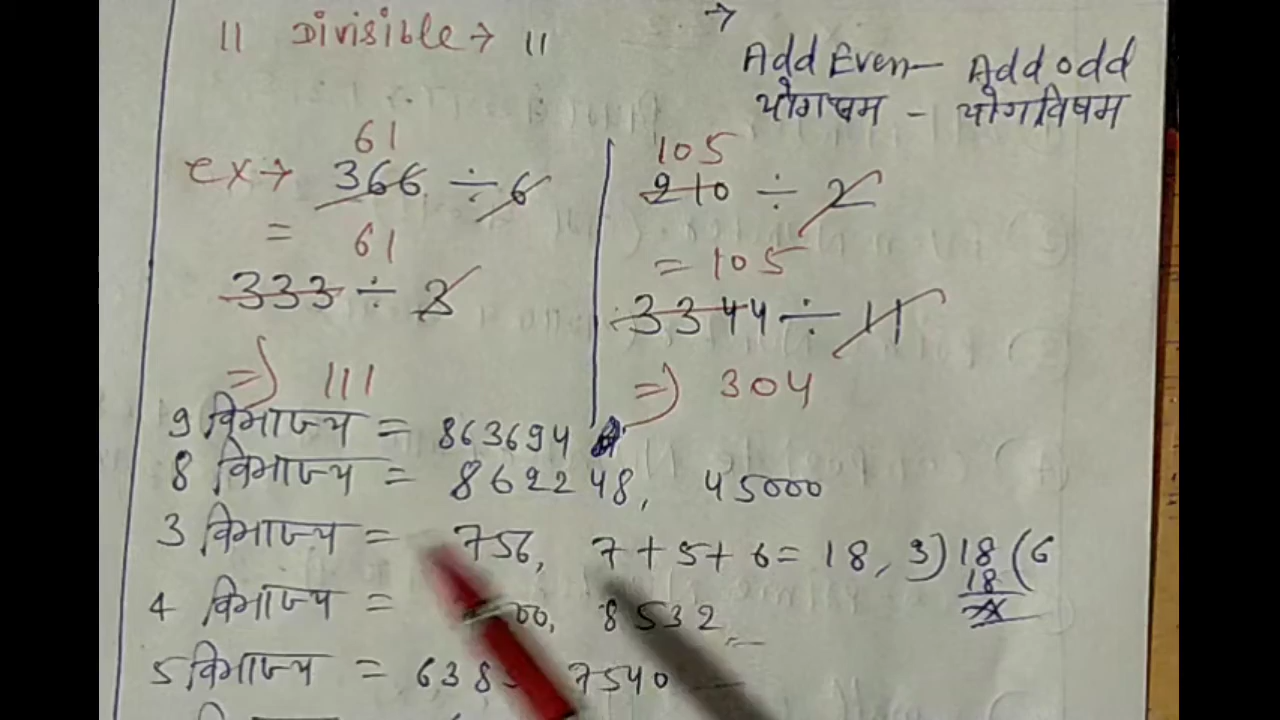 11 Divisible → 11
→
Add Even - Add odd
योगसम - योगविषम
61
ex → 366 ÷ 6
= 61
333 ÷ 3
⇒ 111
105
210 ÷ 2
= 105
3344 ÷ 11
⇒ 304
9 विभाज्य = 863694
8 विभाज्य = 862248, 45000
3 विभाज्य = 756, 7+5+6 = 18, 3)18(6
18
4 विभाज्य = 00, 8532,
5 विभाज्य = 638 7540